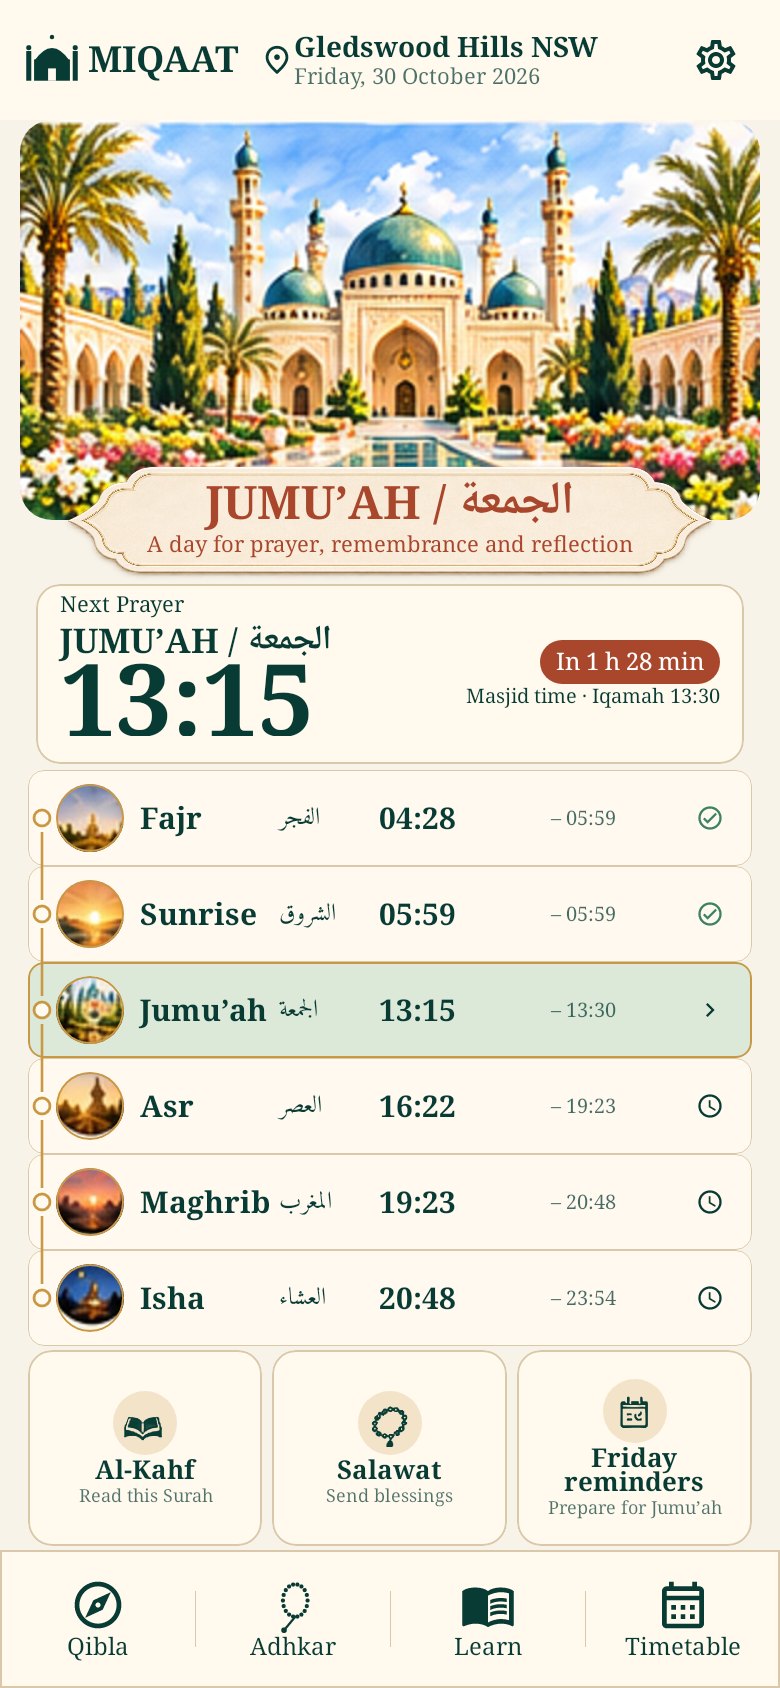 MIQAAT
Gledswood Hills NSW
Friday, 30 October 2026
JUMU’AH / الجمعة
A day for prayer, remembrance and reflection
Next Prayer
JUMU’AH / الجمعة
13:15
In 1 h 28 min
Masjid time · Iqamah 13:30
Fajr الفجر 04:28 – 05:59
Sunrise الشروق 05:59 – 05:59
Jumu’ah الجمعة 13:15 – 13:30
Asr العصر 16:22 – 19:23
Maghrib المغرب 19:23 – 20:48
Isha العشاء 20:48 – 23:54
Al-Kahf
Read this Surah
Salawat
Send blessings
Friday
reminders
Prepare for Jumu’ah
Qibla
Adhkar
Learn
Timetable